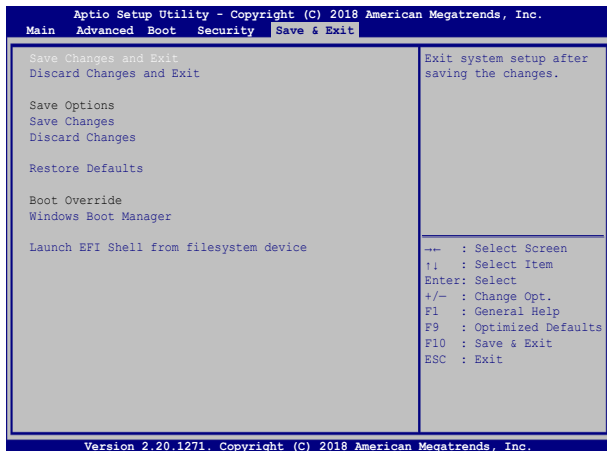 Aptio Setup Utility - Copyright (C) 2018 American Megatrends, Inc.
Main Advanced Boot Security Save & Exit
Save Changes and Exit
Discard Changes and Exit
Save Options
Save Changes
Discard Changes
Restore Defaults
Boot Override
Windows Boot Manager
Launch EFI Shell from filesystem device
Exit system setup after
saving the changes.
→← : Select Screen
↑↓ : Select Item
Enter: Select
+/— : Change Opt.
F1 : General Help
F9 : Optimized Defaults
F10 : Save & Exit
ESC : Exit
Version 2.20.1271. Copyright (C) 2018 American Megatrends, Inc.